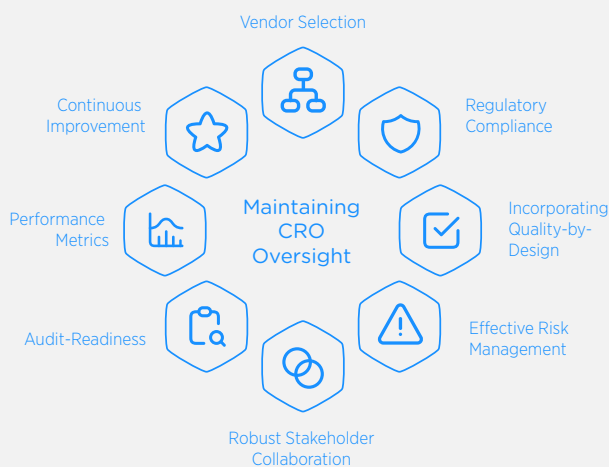 Vendor Selection
Continuous
Improvement
Regulatory
Compliance
Performance
Metrics
Maintaining
CRO
Oversight
Incorporating
Quality-by-
Design
Audit-Readiness
Effective Risk
Management
Robust Stakeholder
Collaboration